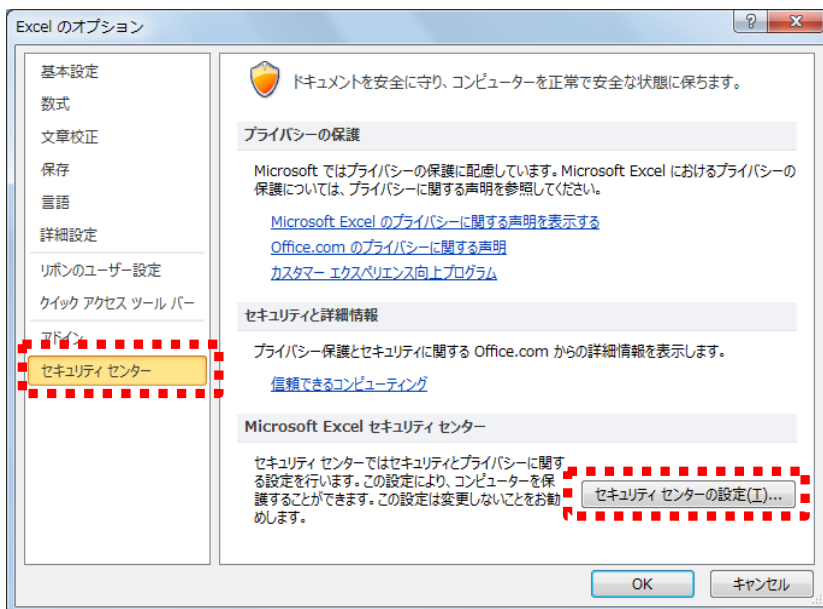 Excel のオプション
基本設定
数式
文章校正
保存
言語
詳細設定
リボンのユーザー設定
クイック アクセス ツール バー
アドイン
セキュリティ センター
ドキュメントを安全に守り、コンピューターを正常で安全な状態に保ちます。
プライバシーの保護
Microsoft ではプライバシーの保護に配慮しています。Microsoft Excel におけるプライバシーの
保護については、プライバシーに関する声明を参照してください。
Microsoft Excel のプライバシーに関する声明を表示する
Office.com のプライバシーに関する声明
カスタマー エクスペリエンス向上プログラム
セキュリティと詳細情報
プライバシー保護とセキュリティに関する Office.com からの詳細情報を表示します。
信頼できるコンピューティング
Microsoft Excel セキュリティ センター
セキュリティ センターではセキュリティとプライバシーに関す
る設定を行います。この設定により、コンピューターを保
護することができます。この設定は変更しないことをお勧
めします。
セキュリティ センターの設定(T)...
OK
キャンセル